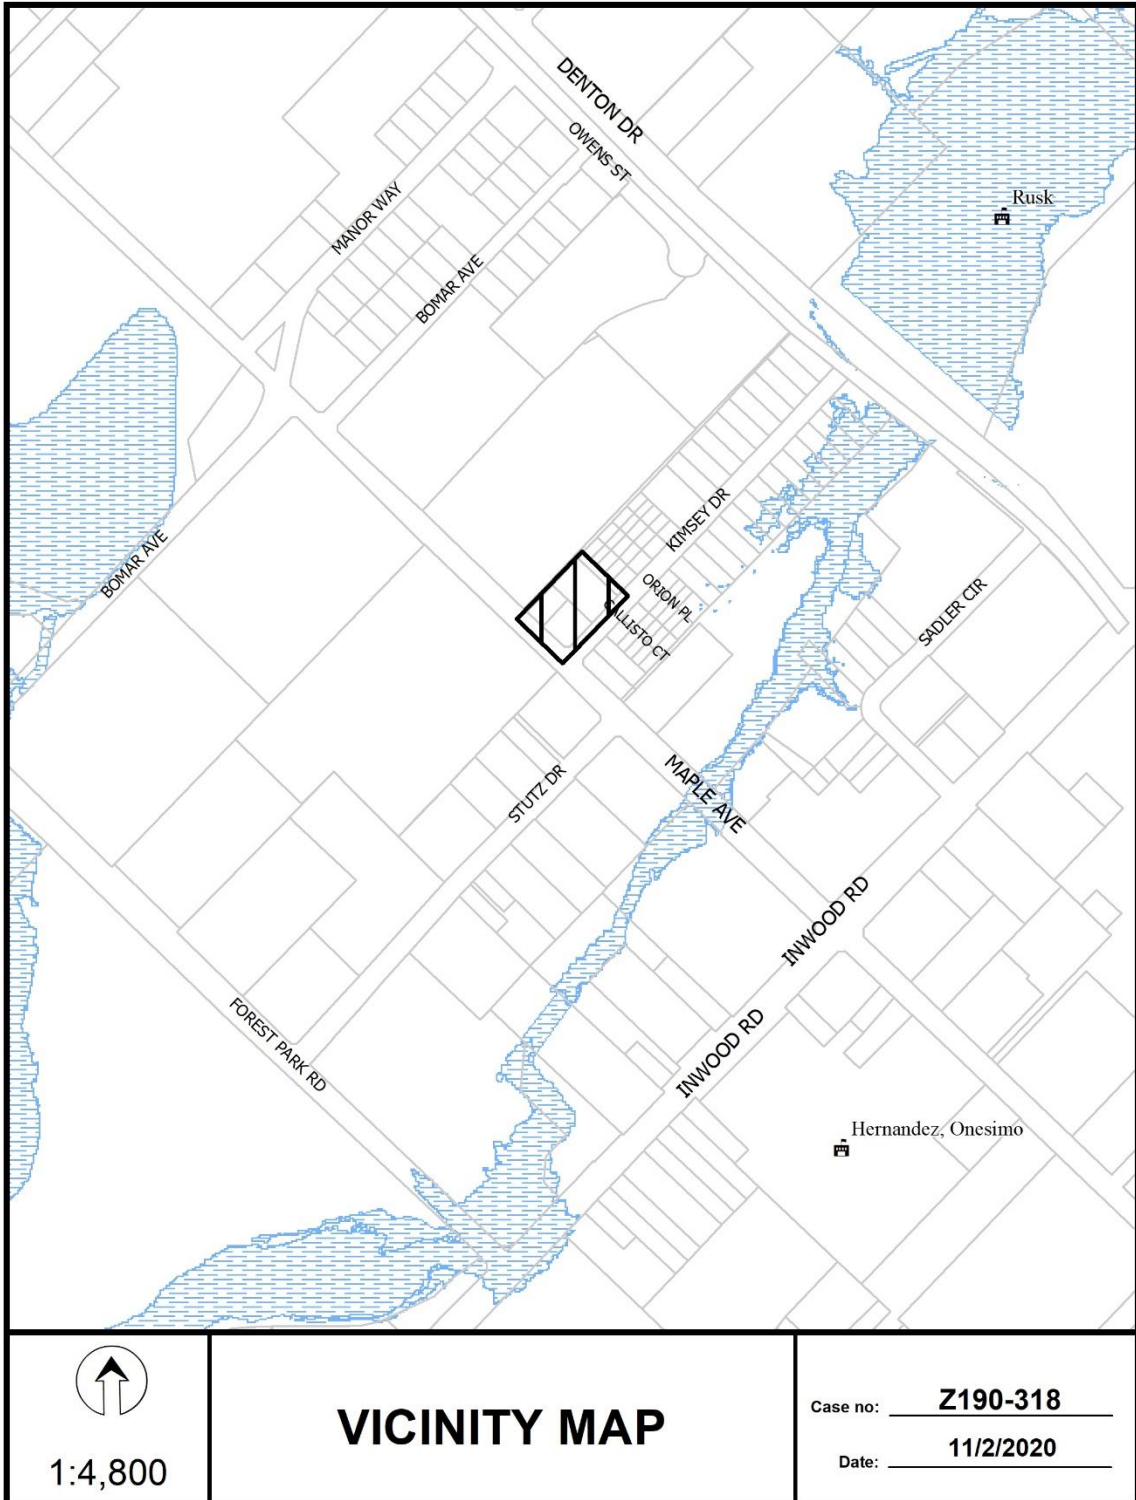 DENTON DR
OWENS ST
Rusk
MANOR WAY
BOMAR AVE
KIMSEY DR
BOMAR AVE
ORION PL
SADLER CIR
CALLISTO CT
STUTZ DR
MAPLE AVE
INWOOD RD
FOREST PARK RD
INWOOD RD
Hernandez, Onesimo
1:4,800
VICINITY MAP
Case no: Z190-318
Date: 11/2/2020